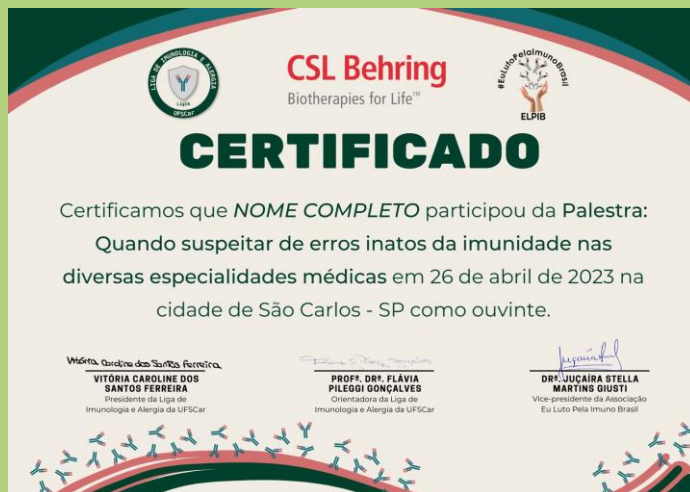 LIGA DE IMUNOLOGIA E ALERGIA
LigIA
UFSCar
CSL Behring
Biotherapies for Life™
#EuLutoPelaImunoBrasil
ELPIB
CERTIFICADO
Certificamos que NOME COMPLETO participou da Palestra:
Quando suspeitar de erros inatos da imunidade nas
diversas especialidades médicas em 26 de abril de 2023 na
cidade de São Carlos - SP como ouvinte.
Vitória Caroline dos Santos Ferreira
VITÓRIA CAROLINE DOS
SANTOS FERREIRA
Presidente da Liga de
Imunologia e Alergia da UFSCar
PROFª. DRª. FLÁVIA
PILEGGI GONÇALVES
Orientadora da Liga de
Imunologia e Alergia da UFSCar
DRª. JUÇAÍRA STELLA
MARTINS GIUSTI
Vice-presidente da Associação
Eu Luto Pela Imuno Brasil